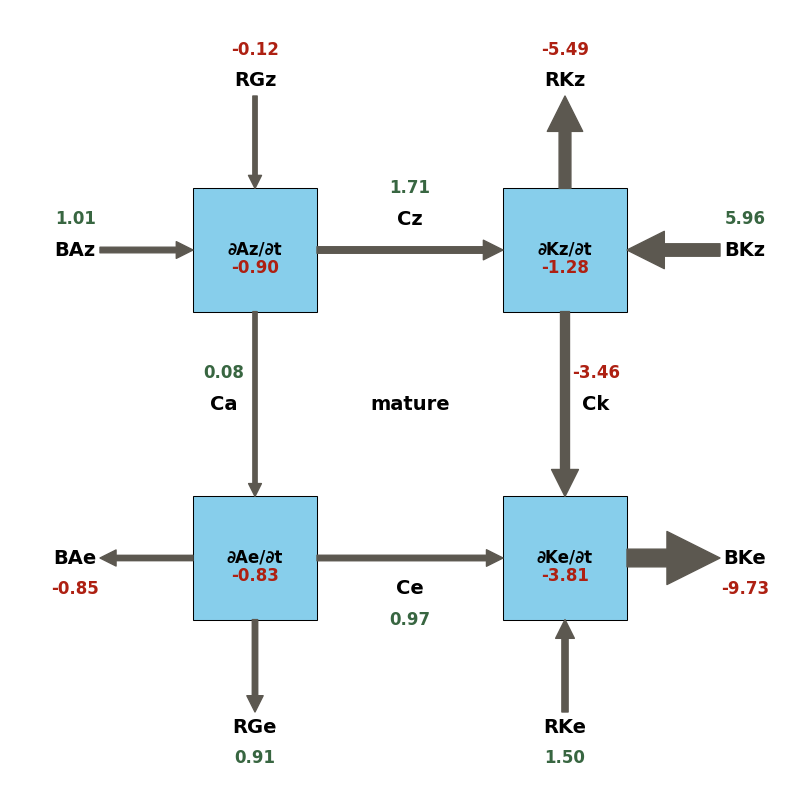 -0.12
-5.49
RGz
RKz
1.71
1.01
Cz
5.96
BAz
∂Az/∂t
-0.90
∂Kz/∂t
-1.28
BKz
0.08
-3.46
Ca
mature
Ck
BAe
∂Ae/∂t
-0.83
∂Ke/∂t
-3.81
BKe
-0.85
Ce
-9.73
0.97
RGe
RKe
0.91
1.50